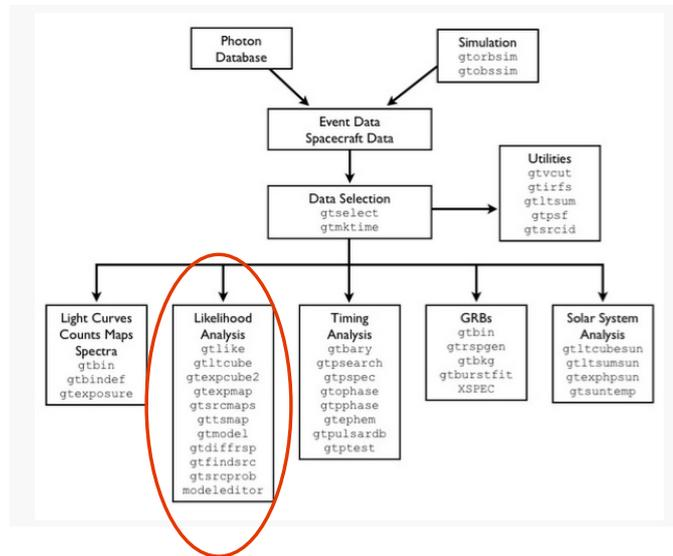 Photon
Database
Simulation
gtorbsim
gtobssim
Event Data
Spacecraft Data
Utilities
gtvcut
gtirfs
gtltsum
gtpsf
gtsrcid
Data Selection
gtselect
gtmktime
Light Curves
Counts Maps
Spectra
gtbin
gtbindef
gtexposure
Likelihood
Analysis
gtlike
gtltcube
gtexpcube2
gtexpmap
gtsrcmaps
gttsmap
gtmodel
gtdiffrsp
gtfindsrc
gtsrcprob
modeleditor
Timing
Analysis
gtbary
gtpsearch
gtpspec
gtophase
gtpphase
gtephem
gtpulsardb
gtptest
GRBs
gtbin
gtrspgen
gtbkg
gtburstfit
XSPEC
Solar System
Analysis
gtltcubesun
gtltsumsun
gtexphpsun
gtsuntemp